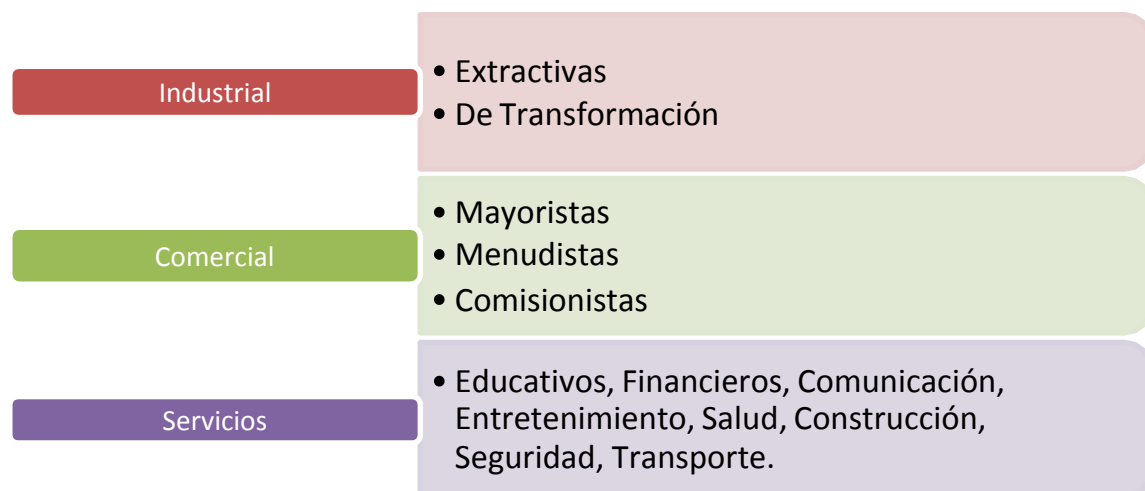 Industrial
• Extractivas
• De Transformación
Comercial
• Mayoristas
• Menudistas
• Comisionistas
Servicios
• Educativos, Financieros, Comunicación,
Entretenimiento, Salud, Construcción,
Seguridad, Transporte.